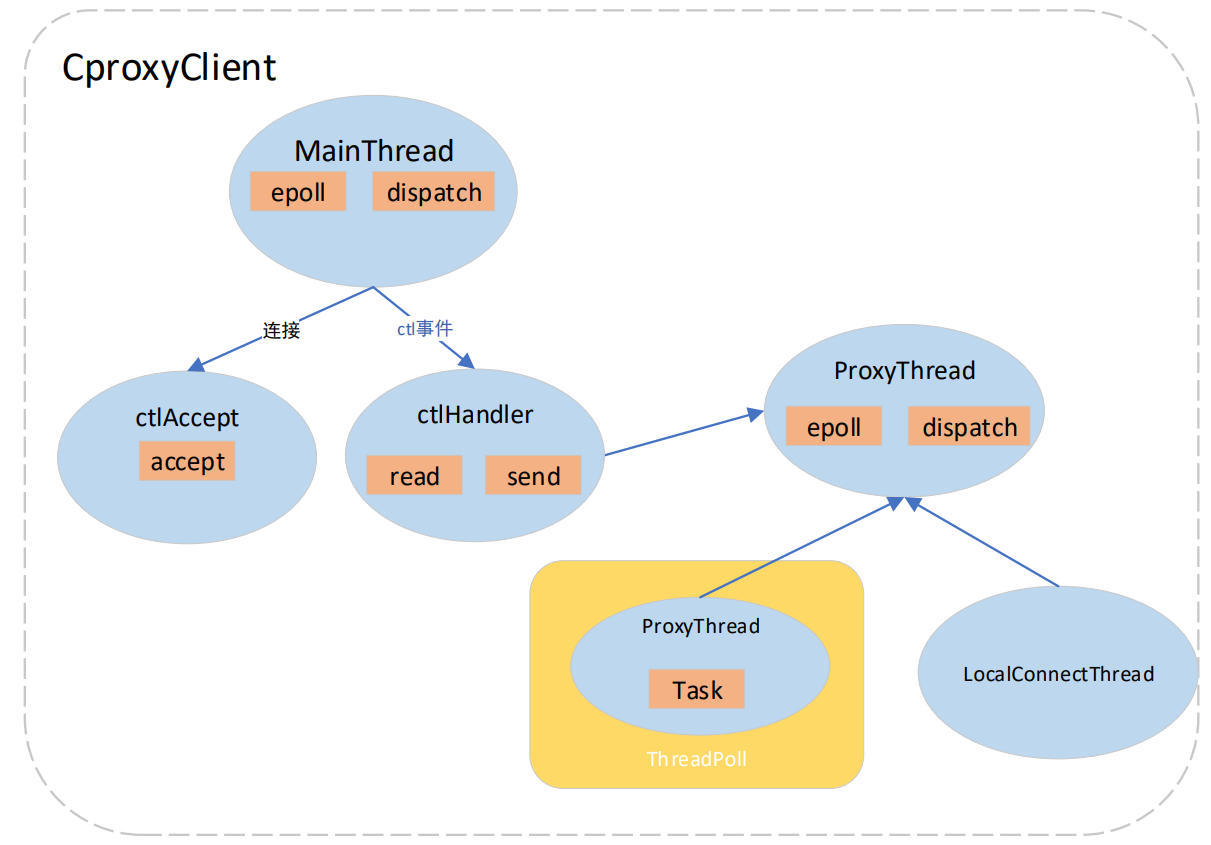 CproxyClient
MainThread
epoll
dispatch
连接
ctl事件
ctlAccept
accept
ctlHandler
read
send
ProxyThread
epoll
dispatch
ProxyThread
Task
ThreadPoll
LocalConnectThread